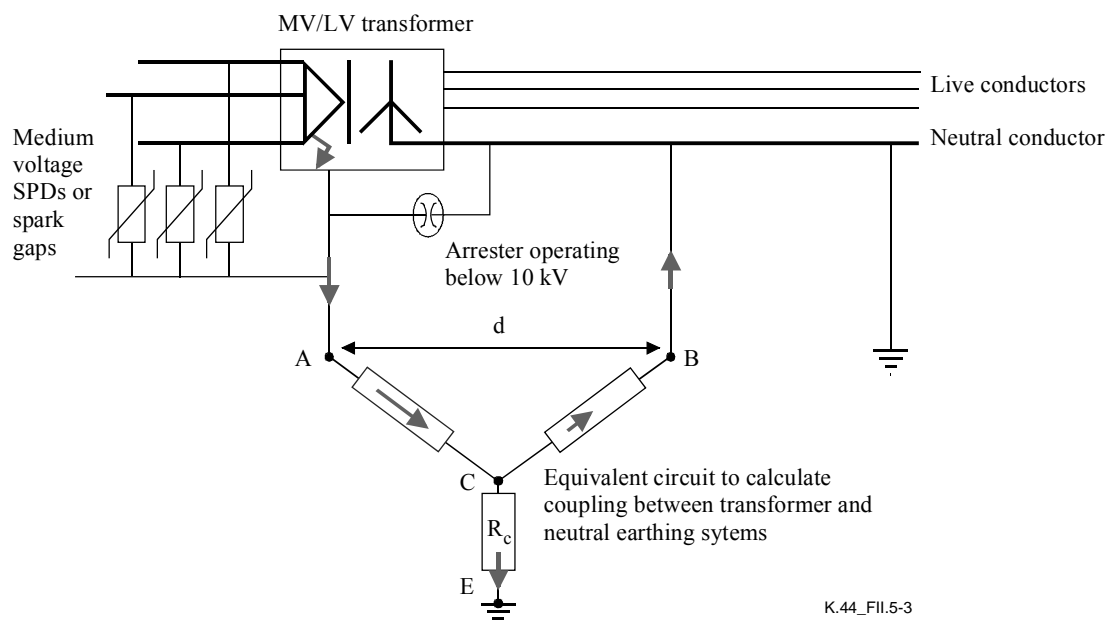 MV/LV transformer
Live conductors
Neutral conductor
Medium
voltage
SPDs or
spark
gaps
Arrester operating
below 10 kV
d
A
B
C
Equivalent circuit to calculate
coupling between transformer and
neutral earthing sytems
Rc
E
K.44_FII.5-3